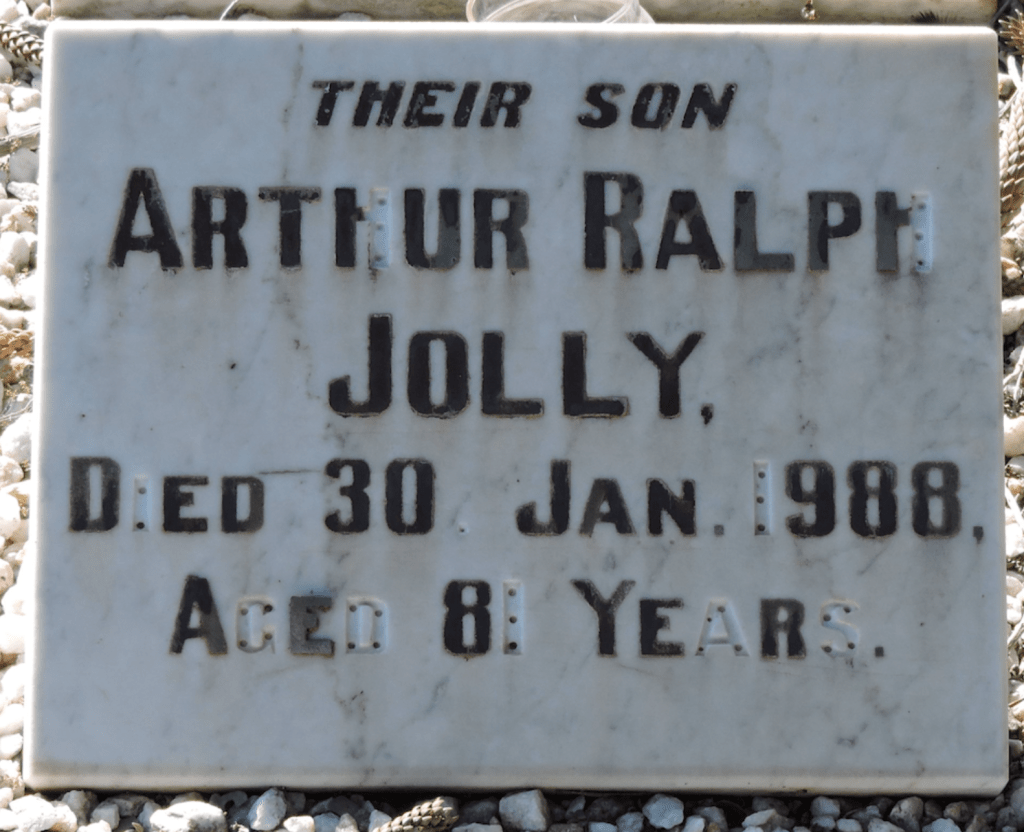 THEIR SON
ARTHUR RALPH
JOLLY,
DIED 30. JAN. 1988,
AGED 81 YEARS.